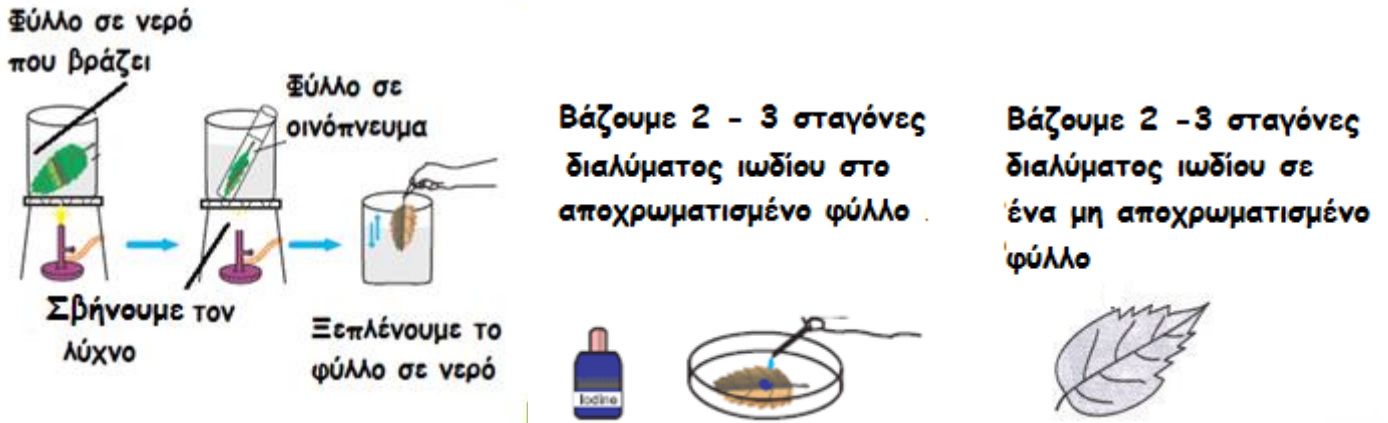 Φύλλο σε νερό
που βράζει
Φύλλο σε
οινόπνευμα
Σβήνουμε τον
λύχνο
Ξεπλένουμε το
φύλλο σε νερό
Βάζουμε 2 - 3 σταγόνες
διαλύματος ιωδίου στο
αποχρωματισμένο φύλλο .
Iodine
Βάζουμε 2 -3 σταγόνες
διαλύματος ιωδίου σε
ένα μη αποχρωματισμένο
φύλλο